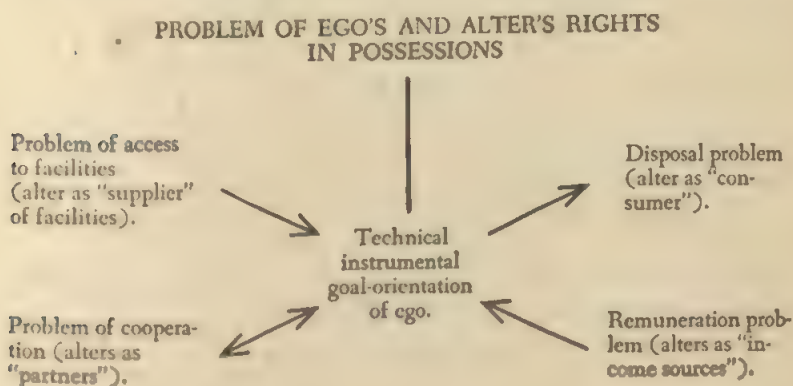 PROBLEM OF EGO'S AND ALTER'S RIGHTS
IN POSSESSIONS
Problem of access
to facilities
(alter as "supplier"
of facilities).
Disposal problem
(alter as "con-
sumer").
Technical
instrumental
goal-orientation
of ego.
Problem of coopera-
tion (alters as
"partners").
Remuneration prob-
lem (alters as "in-
come sources").